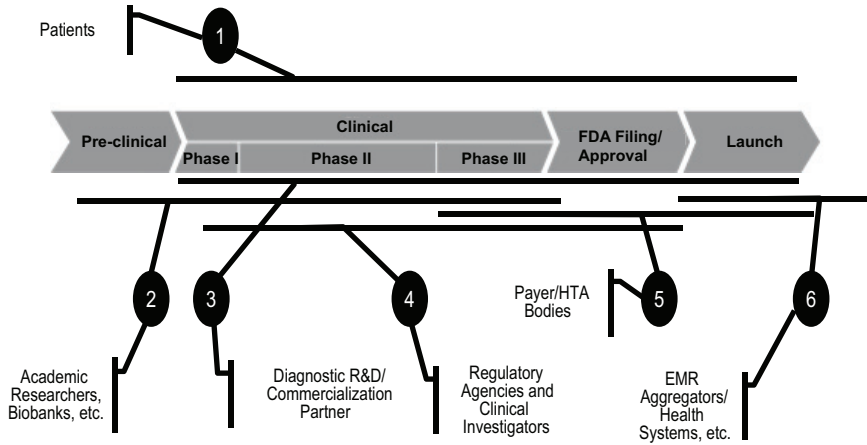 Patients
1
Clinical
Pre-clinical
FDA Filing/
Approval
Launch
Phase I
Phase II
Phase III
2
3
4
5
6
Payer/HTA
Bodies
Academic
Researchers,
Biobanks, etc.
Diagnostic R&D/
Commercialization
Partner
Regulatory
Agencies and
Clinical
Investigators
EMR
Aggregators/
Health
Systems, etc.